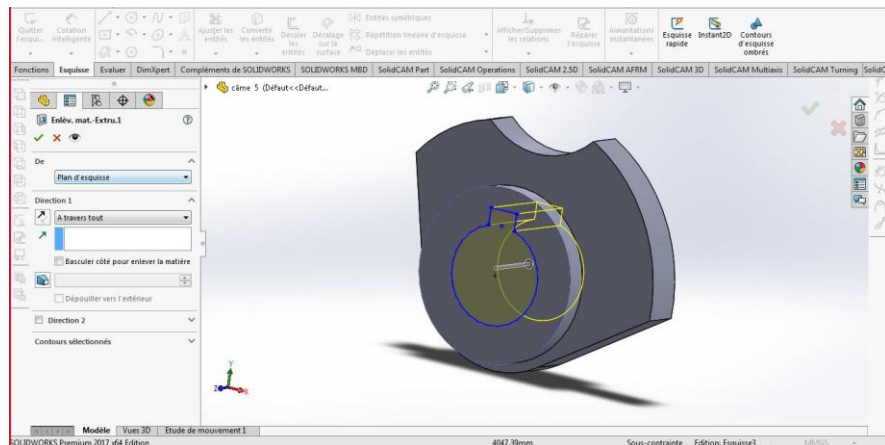 Quitter l'esqui...
Cotation intelligente
Ajuster les entités
Convertir les entités
Décaler les entités
Décalage sur la surface
Entités symétriques
Répétition linéaire d'esquisse
Déplacer les entités
Afficher/Supprimer les relations
Réparer l'esquisse
Aimantations instantanées
Esquisse rapide
Instant2D
Contours d'esquisse ombrés
Fonctions Esquisse Evaluer DimXpert Compléments de SOLIDWORKS SOLIDWORKS MBD SolidCAM Part SolidCAM Operations SolidCAM 2.5D SolidCAM AFRM SolidCAM 3D SolidCAM Multiaxis SolidCAM Turning SolidC
câme 5 (Défaut<<Défaut...
Enlèv. mat.-Extru.1
De
Plan d'esquisse
Direction 1
A travers tout
Basculer côté pour enlever la matière
Dépouiller vers l'extérieur
Direction 2
Contours sélectionnés
Y
X
Z
Modèle Vues 3D Etude de mouvement 1
SOLIDWORKS Premium 2017 x64 Edition 4047.39mm Sous-contrainte Edition: Esquisse3 MMGS